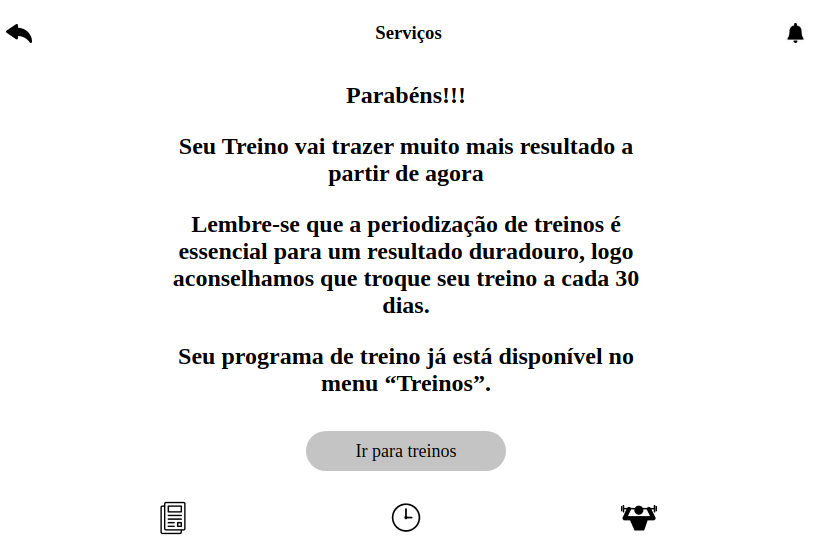 Serviços
Parabéns!!!
Seu Treino vai trazer muito mais resultado a
partir de agora
Lembre-se que a periodização de treinos é
essencial para um resultado duradouro, logo
aconselhamos que troque seu treino a cada 30
dias.
Seu programa de treino já está disponível no
menu “Treinos”.
Ir para treinos